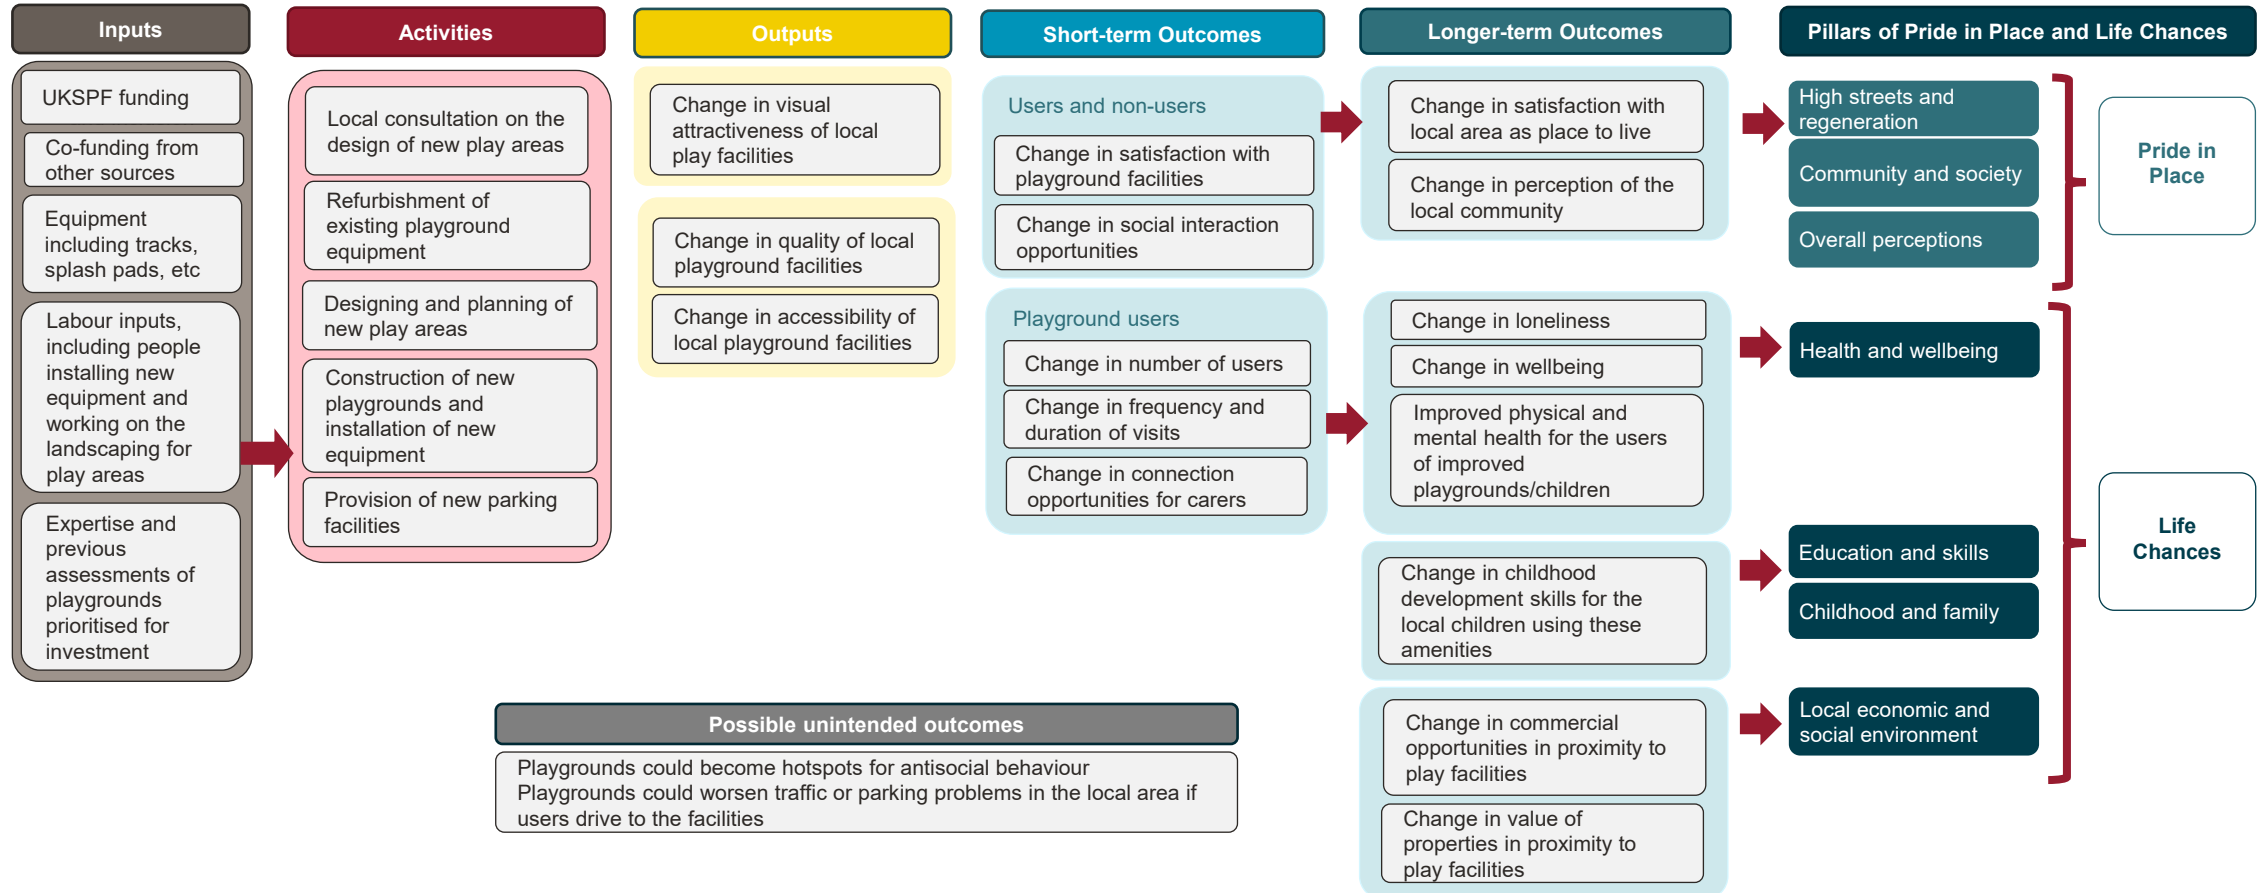 Inputs
UKSPF funding
Co-funding from
other sources
Equipment
including tracks,
splash pads, etc
Labour inputs,
including people
installing new
equipment and
working on the
landscaping for
play areas
Expertise and
previous
assessments of
playgrounds
prioritised for
investment
Activities
Local consultation on the
design of new play areas
Refurbishment of
existing playground
equipment
Designing and planning of
new play areas
Construction of new
playgrounds and
installation of new
equipment
Provision of new parking
facilities
Outputs
Change in visual
attractiveness of local
play facilities
Change in quality of local
playground facilities
Change in accessibility of
local playground facilities
Short-term Outcomes
Users and non-users
Change in satisfaction with
playground facilities
Change in social interaction
opportunities
Playground users
Change in number of users
Change in frequency and
duration of visits
Change in connection
opportunities for carers
Longer-term Outcomes
Change in satisfaction with
local area as place to live
Change in perception of the
local community
Change in loneliness
Change in wellbeing
Improved physical and
mental health for the users
of improved
playgrounds/children
Change in childhood
development skills for the
local children using these
amenities
Change in commercial
opportunities in proximity to
play facilities
Change in value of
properties in proximity to
play facilities
Pillars of Pride in Place and Life Chances
High streets and
regeneration
Community and society
Overall perceptions
Pride in
Place
Health and wellbeing
Education and skills
Childhood and family
Local economic and
social environment
Life
Chances
Possible unintended outcomes
Playgrounds could become hotspots for antisocial behaviour
Playgrounds could worsen traffic or parking problems in the local area if
users drive to the facilities